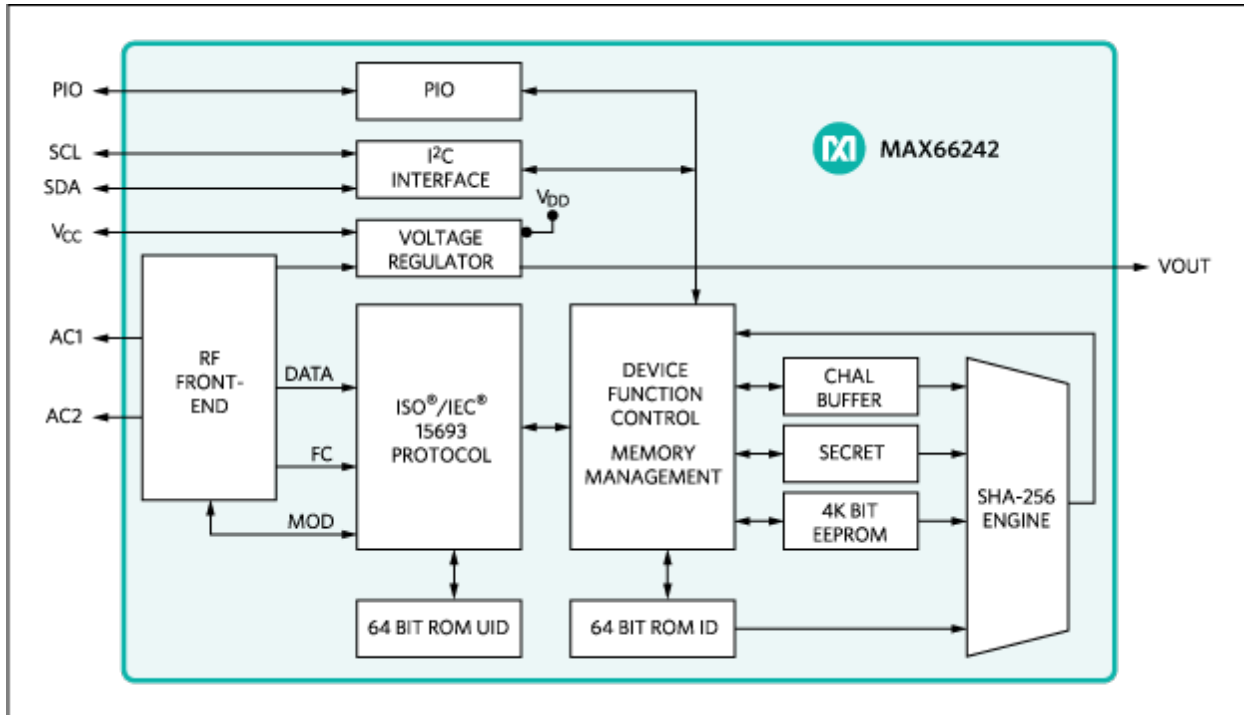 PIO
PIO
SCL
SDA
I²C
INTERFACE
VDD
VCC
VOLTAGE
REGULATOR
VOUT
MAX66242
AC1
AC2
RF
FRONT-
END
DATA
FC
MOD
ISO®/IEC®
15693
PROTOCOL
DEVICE
FUNCTION
CONTROL
MEMORY
MANAGEMENT
CHAL
BUFFER
SECRET
4K BIT
EEPROM
SHA-256
ENGINE
64 BIT ROM UID
64 BIT ROM ID